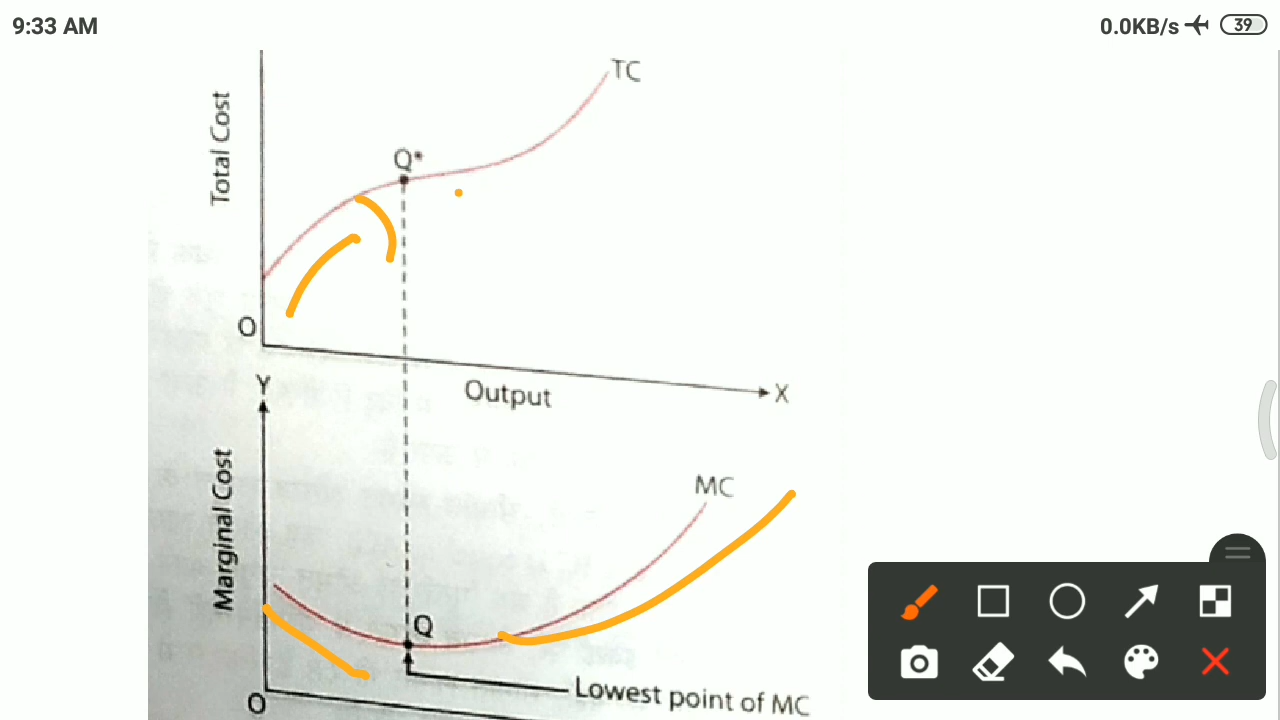 9:33 AM
0.0KB/s 39
TC
Total Cost
Q*
O
Output X
Y
Marginal Cost
MC
Q
Lowest point of MC
O